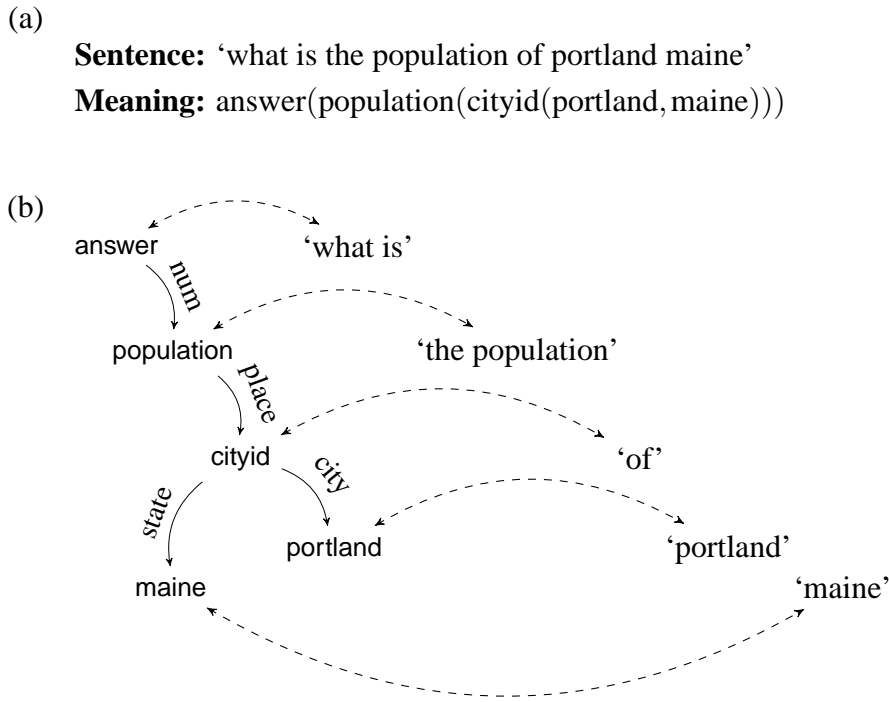 (a)
Sentence: ‘what is the population of portland maine’
Meaning: answer(population(cityid(portland,maine)))
(b)
answer ‘what is’
num
population ‘the population’
place
cityid ‘of’
city
state
portland ‘portland’
maine ‘maine’